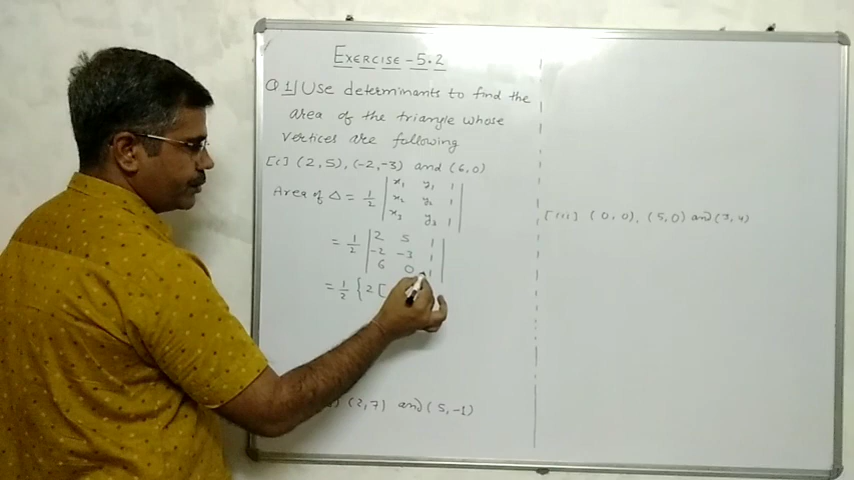 EXERCISE - 5.2
Q 1] Use determinants to find the
area of the triangle whose
vertices are following
[i] (2,5), (-2,-3) and (6,0)
Area of Δ = 1/2 | x₁ y₁ 1 |
| x₂ y₂ 1 |
| x₃ y₃ 1 |
= 1/2 | 2 5 1 |
| -2 -3 1 |
| 6 0 1 |
= 1/2 { 2 [
(2,7) and (5,-1)
[iii] (0,0), (5,0) and (3,4)